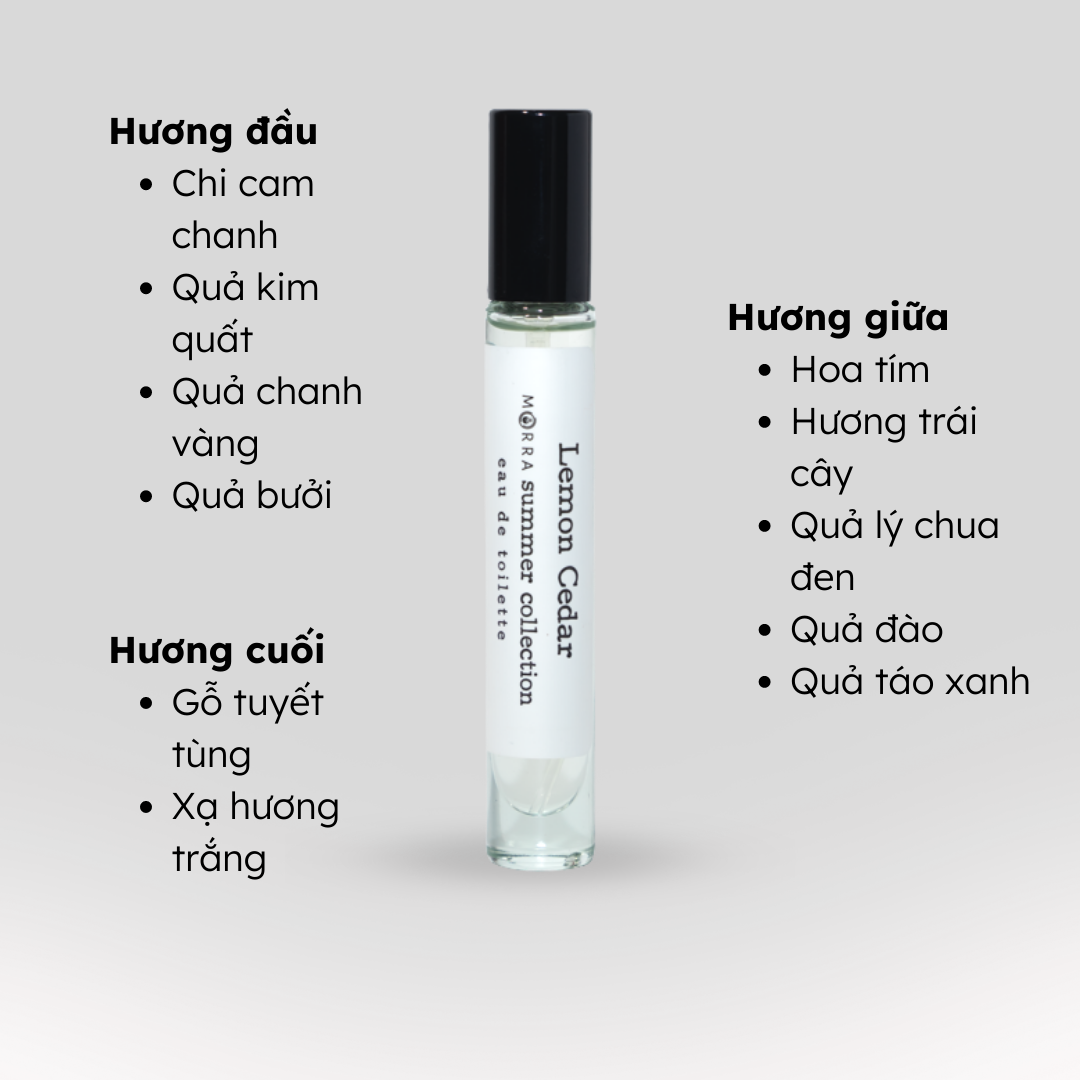 Hương đầu
• Chi cam
chanh
• Quả kim
quất
• Quả chanh
vàng
• Quả bưởi
Hương cuối
• Gỗ tuyết
tùng
• Xạ hương
trắng
Lemon Cedar
MORRA summer collection
eau de toilette
Hương giữa
• Hoa tím
• Hương trái
cây
• Quả lý chua
đen
• Quả đào
• Quả táo xanh